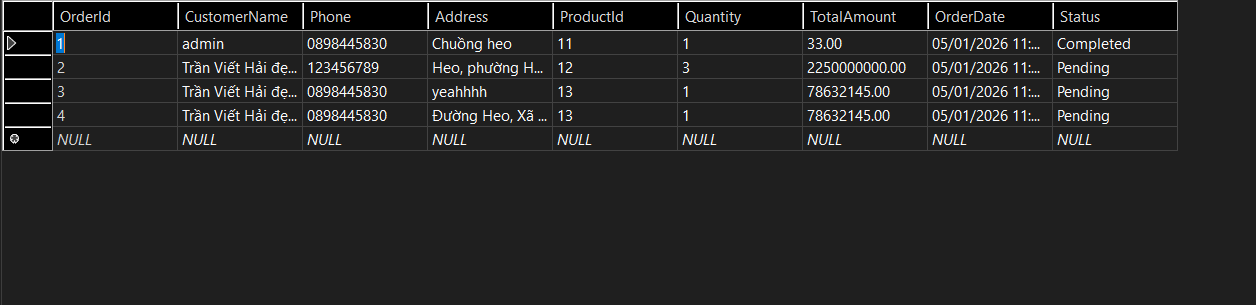 OrderId CustomerName Phone Address ProductId Quantity TotalAmount OrderDate Status
1 admin 0898445830 Chuồng heo 11 1 33.00 05/01/2026 11:... Completed
2 Trần Viết Hải đẹ... 123456789 Heo, phường H... 12 3 2250000000.00 05/01/2026 11:... Pending
3 Trần Viết Hải đẹ... 0898445830 yeahhhh 13 1 78632145.00 05/01/2026 11:... Pending
4 Trần Viết Hải đẹ... 0898445830 Đường Heo, Xã ... 13 1 78632145.00 05/01/2026 11:... Pending
NULL NULL NULL NULL NULL NULL NULL NULL NULL